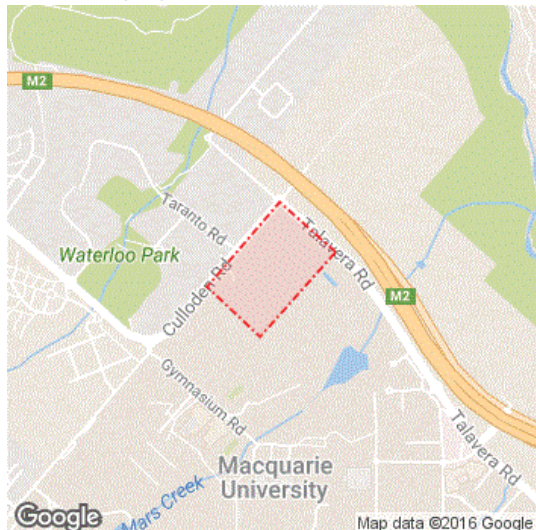 M2
Taranto Rd
Talavera Rd
Waterloo Park
Culloden Rd
M2
Gymnasium Rd
Talavera Rd
Macquarie
University
Mars Creek
Google
Map data ©2016 Google